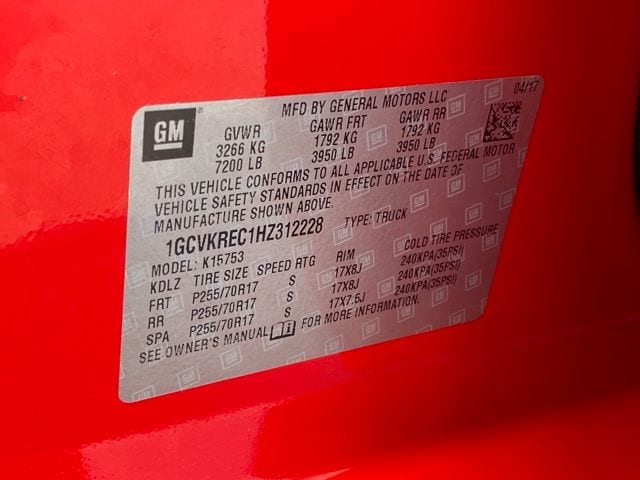 MFD BY GENERAL MOTORS LLC 04/17
GM GVWR GAWR FRT GAWR RR
3266 KG 1792 KG 1792 KG
7200 LB 3950 LB 3950 LB
THIS VEHICLE CONFORMS TO ALL APPLICABLE U.S. FEDERAL MOTOR
VEHICLE SAFETY STANDARDS IN EFFECT ON THE DATE OF
MANUFACTURE SHOWN ABOVE.
1GCVKREC1HZ312228 TYPE: TRUCK
MODEL: K15753
KDLZ TIRE SIZE SPEED RTG RIM COLD TIRE PRESSURE
FRT P255/70R17 S 17X8J 240KPA(35PSI)
RR P255/70R17 S 17X8J 240KPA(35PSI)
SPA P255/70R17 S 17X7.5J 240KPA(35PSI)
SEE OWNER'S MANUAL FOR MORE INFORMATION.